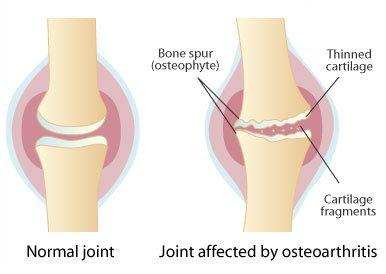 Bone spur
(osteophyte)
Thinned
cartilage
Cartilage
fragments
Normal joint
Joint affected by osteoarthritis